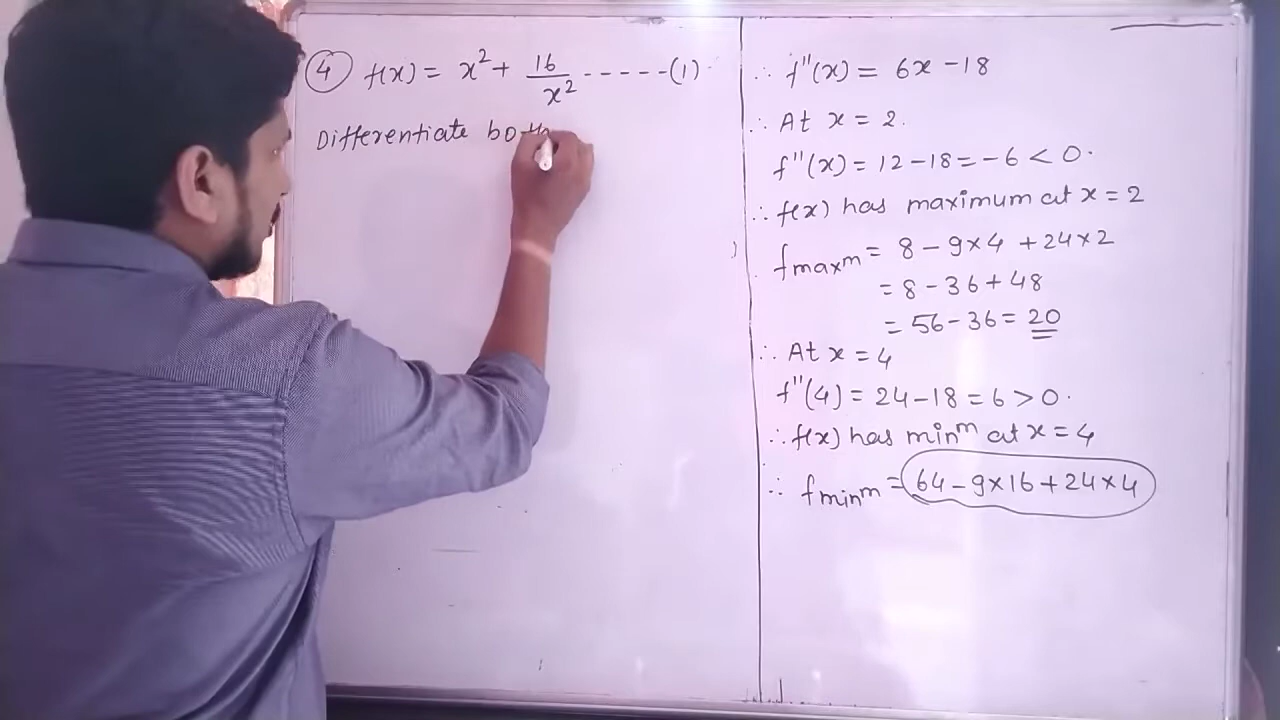 ④ f(x) = x² + 16/x² -----(1)
Differentiate both
∴ f''(x) = 6x - 18
∴ At x = 2.
f''(x) = 12 - 18 = -6 < 0.
∴ f(x) has maximum at x = 2
fmaxm = 8 - 9×4 + 24×2
= 8 - 36 + 48
= 56 - 36 = 20
∴ At x = 4
f''(4) = 24 - 18 = 6 > 0.
∴ f(x) has minᵐ at x = 4
∴ fminm = 64 - 9×16 + 24×4